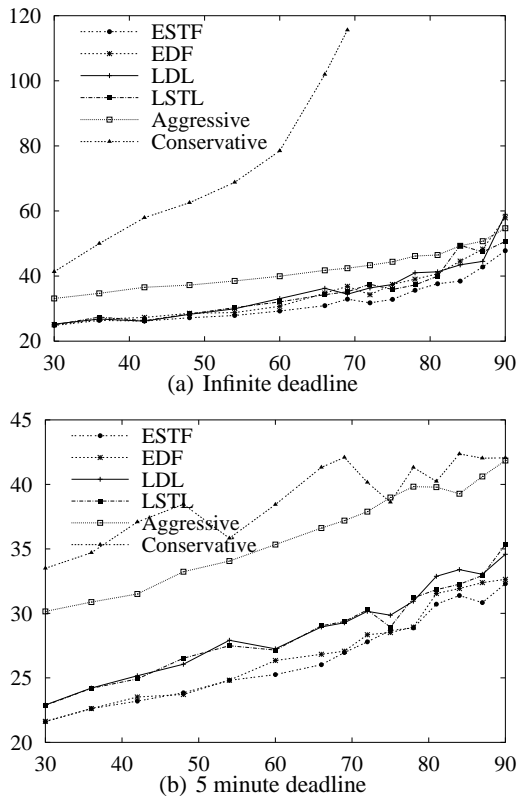 120
100
80
60
40
20
ESTF
EDF
LDL
LSTL
Aggressive
Conservative
30 40 50 60 70 80 90
(a) Infinite deadline
45
40
35
30
25
20
ESTF
EDF
LDL
LSTL
Aggressive
Conservative
30 40 50 60 70 80 90
(b) 5 minute deadline